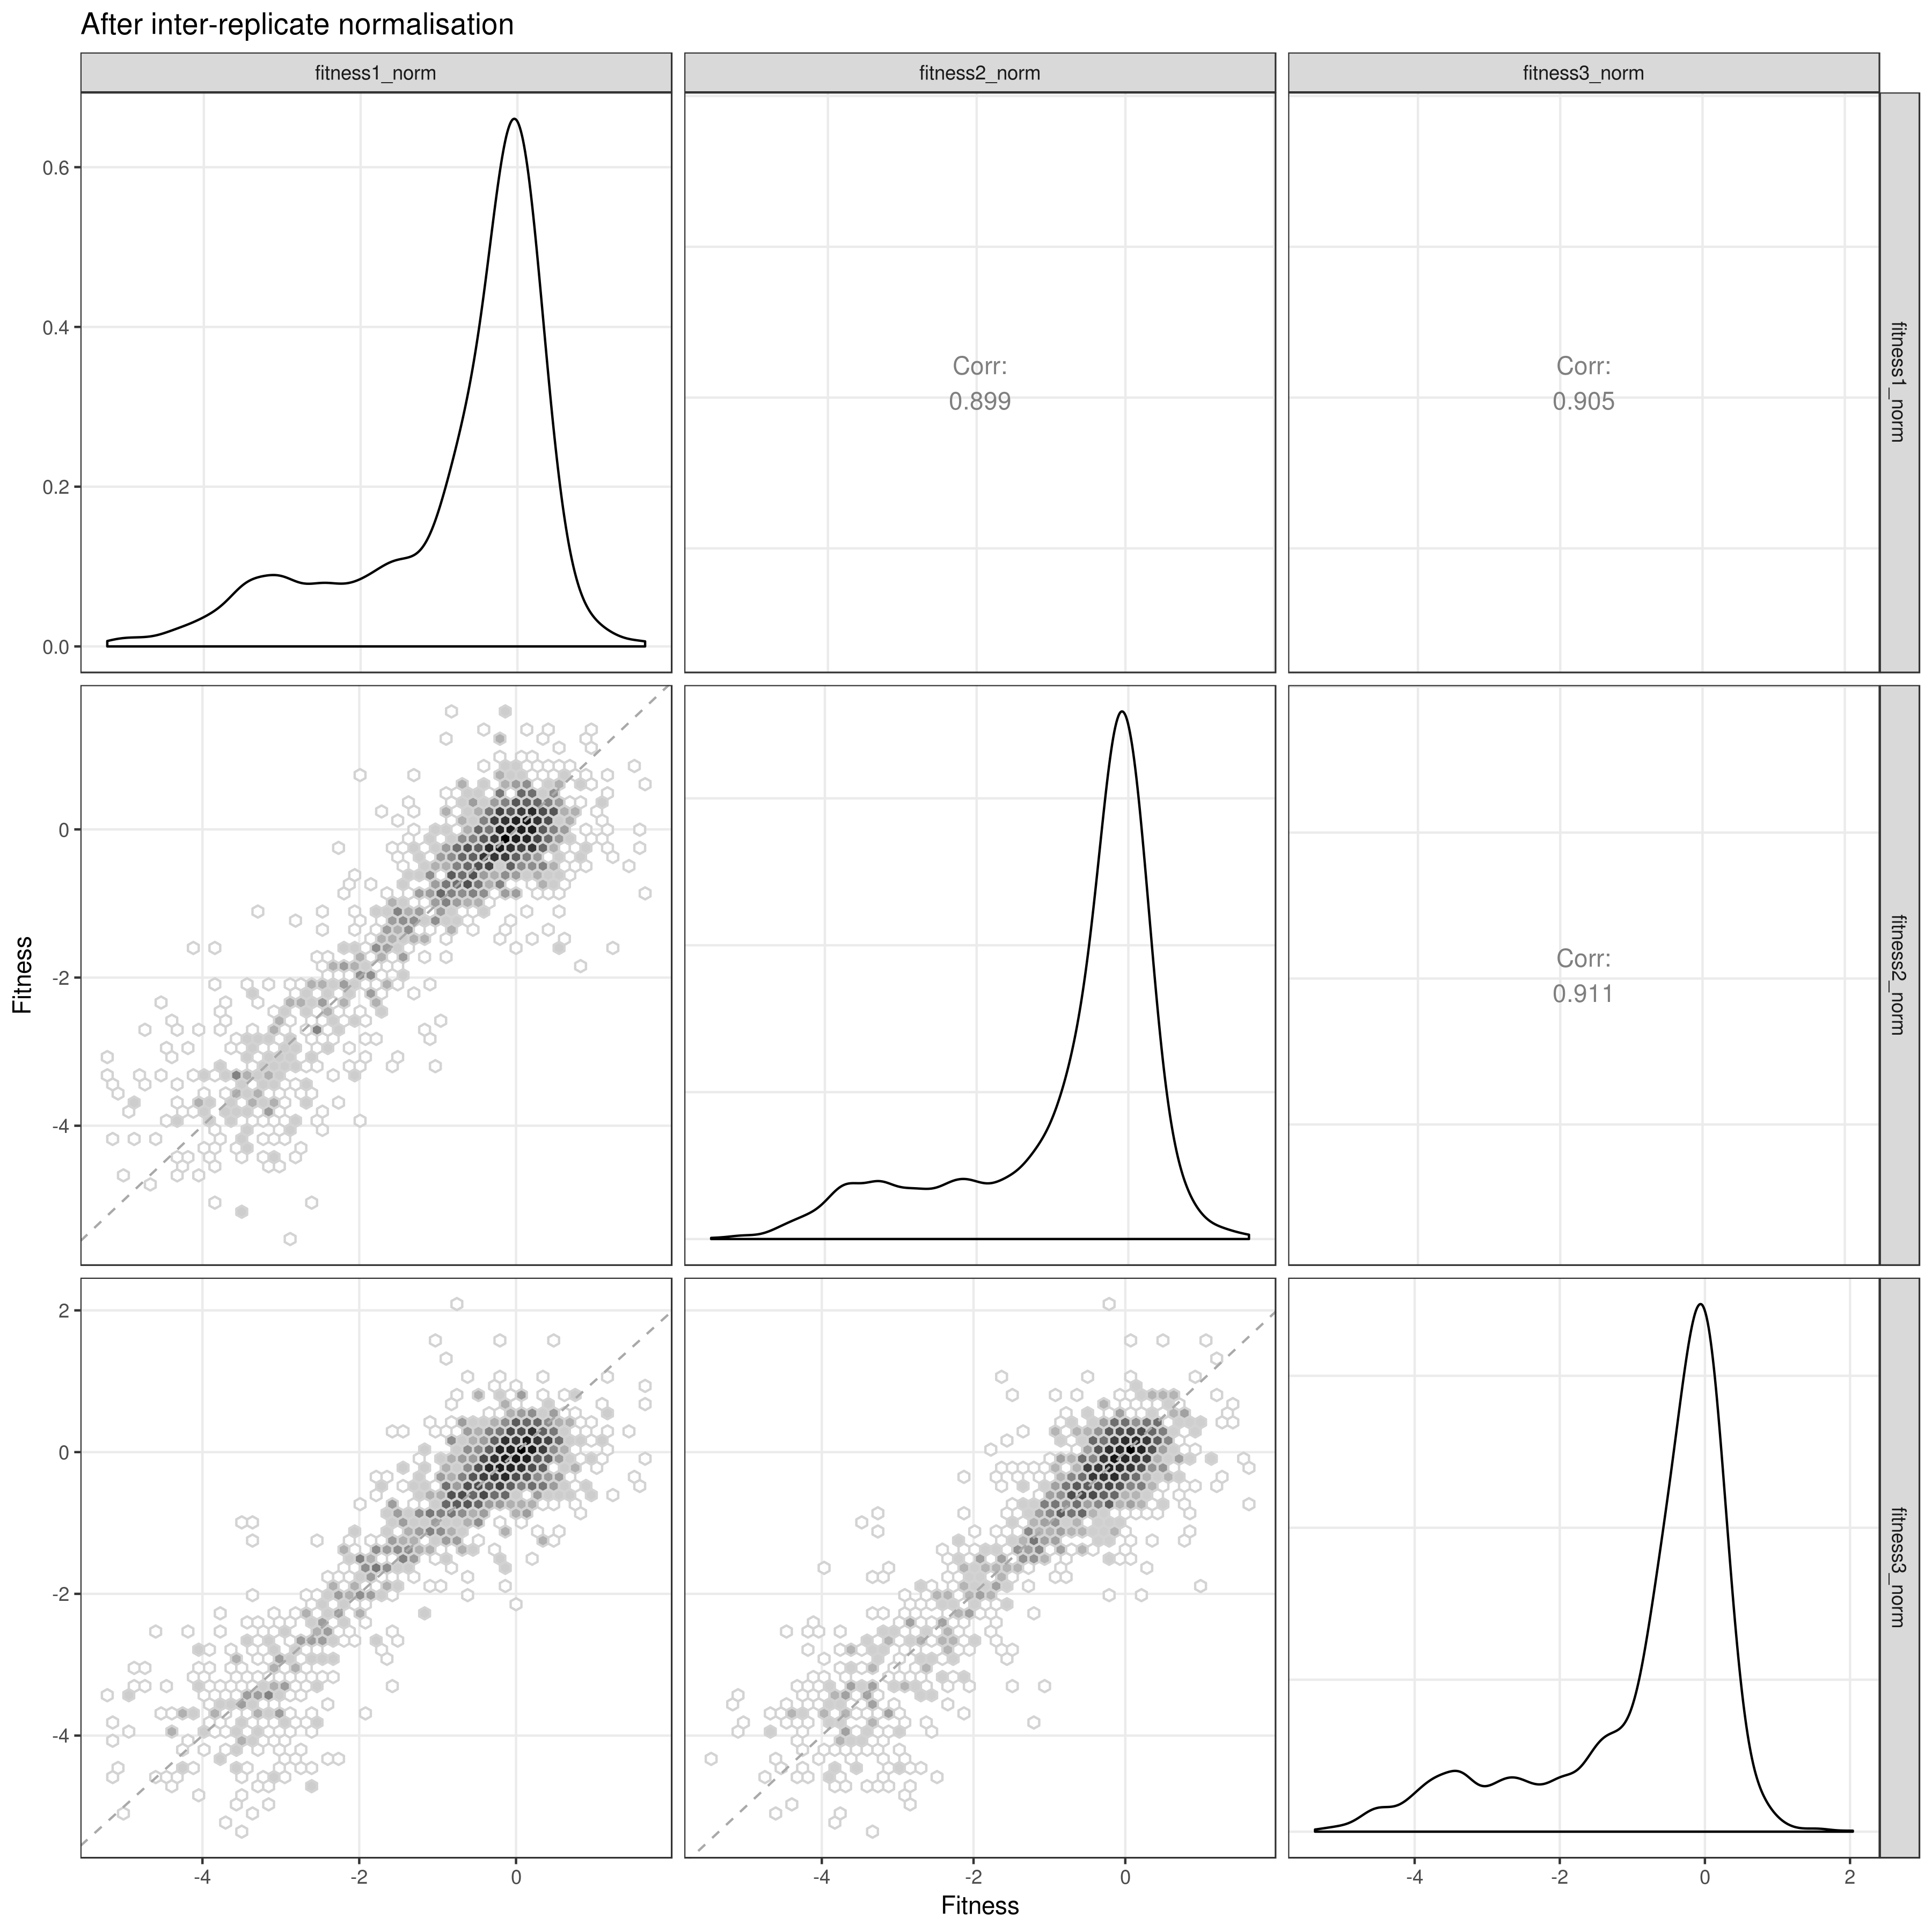 After inter-replicate normalisation
fitness1_norm
fitness2_norm
fitness3_norm
0.6
0.4
0.2
0.0
Corr:
0.899
Corr:
0.905
fitness1_norm
Fitness
0
-2
-4
Corr:
0.911
fitness2_norm
2
0
-2
-4
fitness3_norm
-4
-2
0
-4
-2
0
-4
-2
0
2
Fitness